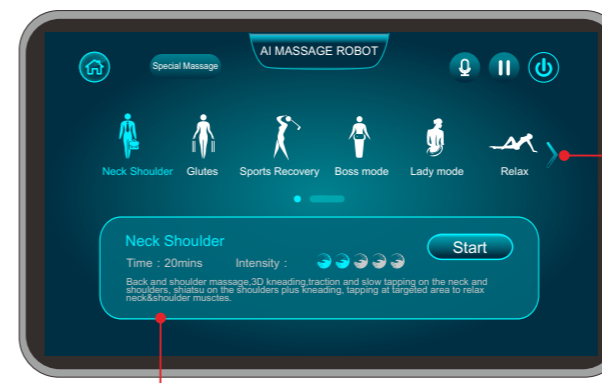 AI MASSAGE ROBOT
Special Massage
Neck Shoulder
Glutes
Sports Recovery
Boss mode
Lady mode
Relax
Neck Shoulder
Start
Time : 20mins
Intensity :
Back and shoulder massage,3D kneading,traction and slow tapping on the neck and
shoulders, shiatsu on the shoulders plus kneading, tapping at targeted area to relax
neck&shoulder musctes.